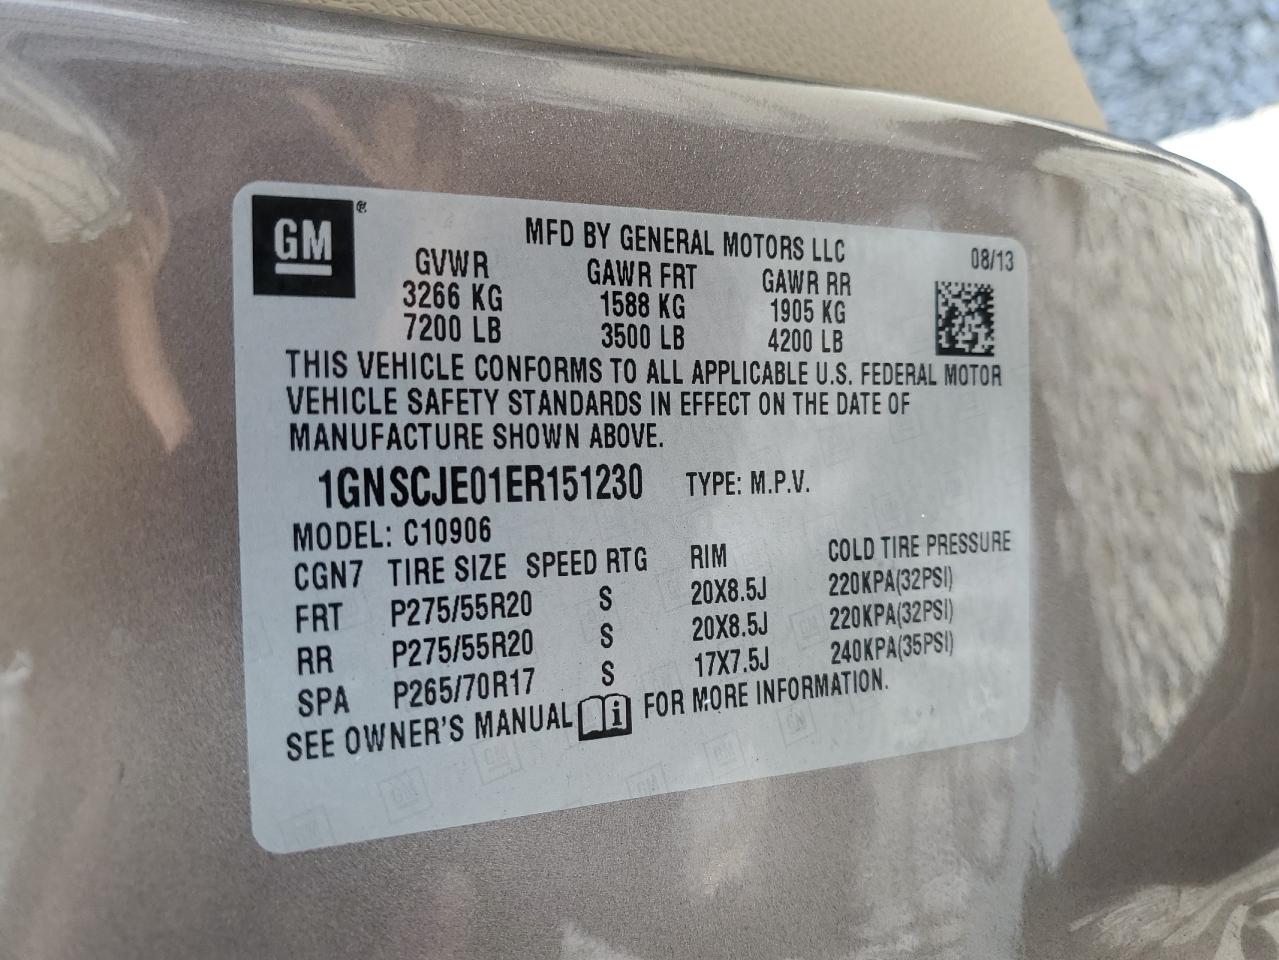 GM®
MFD BY GENERAL MOTORS LLC 08/13
GVWR GAWR FRT GAWR RR
3266 KG 1588 KG 1905 KG
7200 LB 3500 LB 4200 LB
THIS VEHICLE CONFORMS TO ALL APPLICABLE U.S. FEDERAL MOTOR
VEHICLE SAFETY STANDARDS IN EFFECT ON THE DATE OF
MANUFACTURE SHOWN ABOVE.
1GNSCJE01ER151230 TYPE: M.P.V.
MODEL: C10906
CGN7 TIRE SIZE SPEED RTG RIM COLD TIRE PRESSURE
FRT P275/55R20 S 20X8.5J 220KPA(32PSI)
RR P275/55R20 S 20X8.5J 220KPA(32PSI)
SPA P265/70R17 S 17X7.5J 240KPA(35PSI)
SEE OWNER'S MANUAL i FOR MORE INFORMATION.